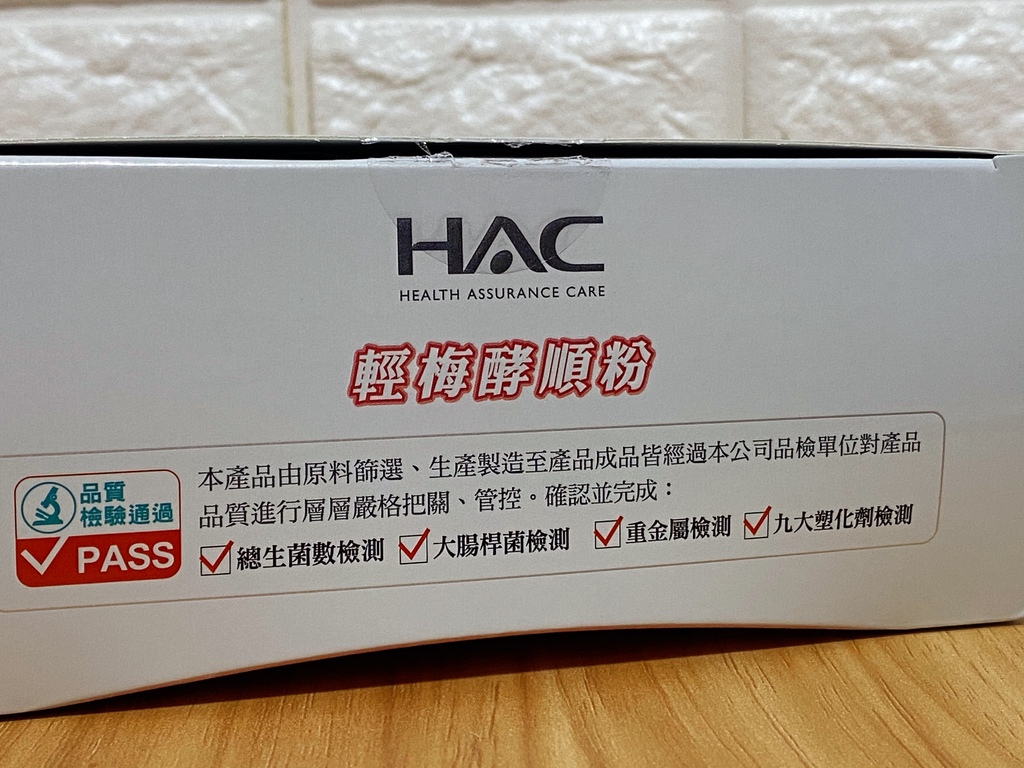 HAC
HEALTH ASSURANCE CARE
輕梅酵順粉
品質
檢驗通過
PASS
本產品由原料篩選、生產製造至產品成品皆經過本公司品檢單位對產品
品質進行層層嚴格把關、管控。確認並完成：
總生菌數檢測 大腸桿菌檢測 重金屬檢測 九大塑化劑檢測